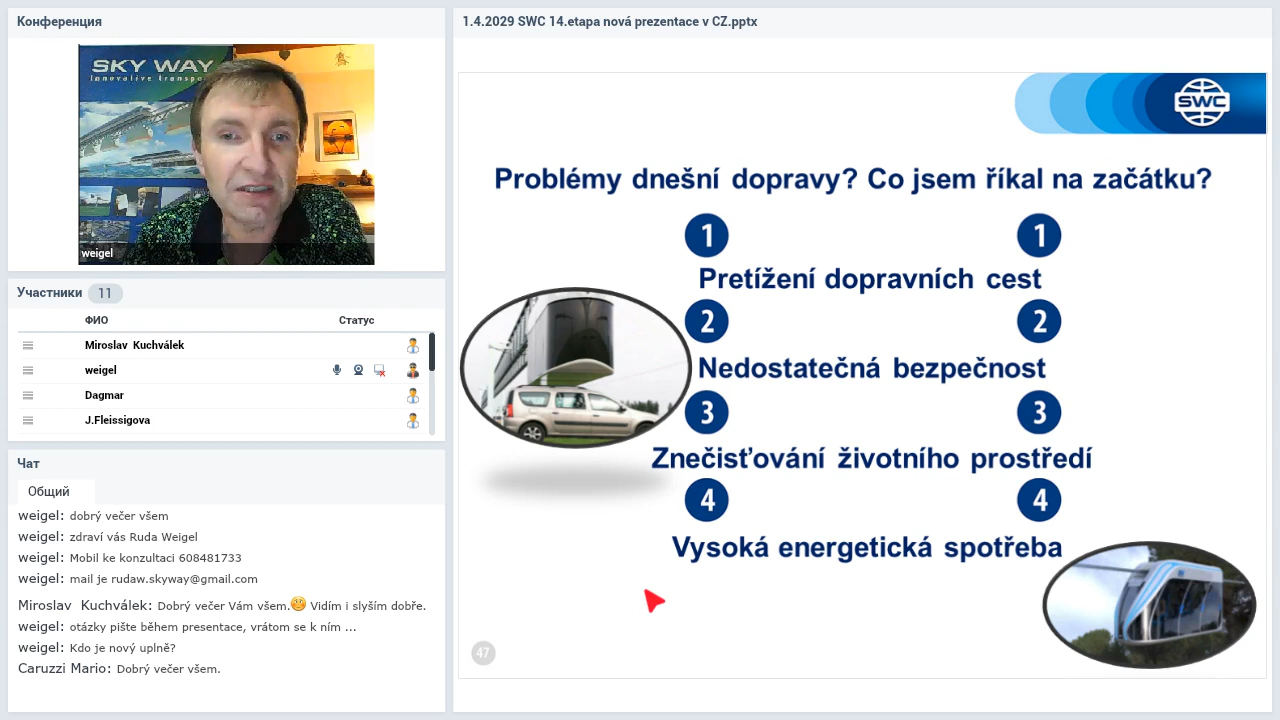 Конференция
SKY WAY
weigel
Участники 11
ФИО Статус
Miroslav Kuchválek
weigel
Dagmar
J.Fleissigova
Чат
Общий
weigel: dobrý večer všem
weigel: zdraví vás Ruda Weigel
weigel: Mobil ke konzultaci 608481733
weigel: mail je rudaw.skyway@gmail.com
Miroslav Kuchválek: Dobrý večer Vám všem. Vidím i slyším dobře.
weigel: otázky pište během presentace, vrátom se k ním ...
weigel: Kdo je nový uplně?
Caruzzi Mario: Dobrý večer všem.
1.4.2029 SWC 14.etapa nová prezentace v CZ.pptx
SWC
Problémy dnešní dopravy? Co jsem říkal na začátku?
1 1
Pretížení dopravních cest
2 2
Nedostatečná bezpečnost
3 3
Znečisťování životního prostředí
4 4
Vysoká energetická spotřeba
47